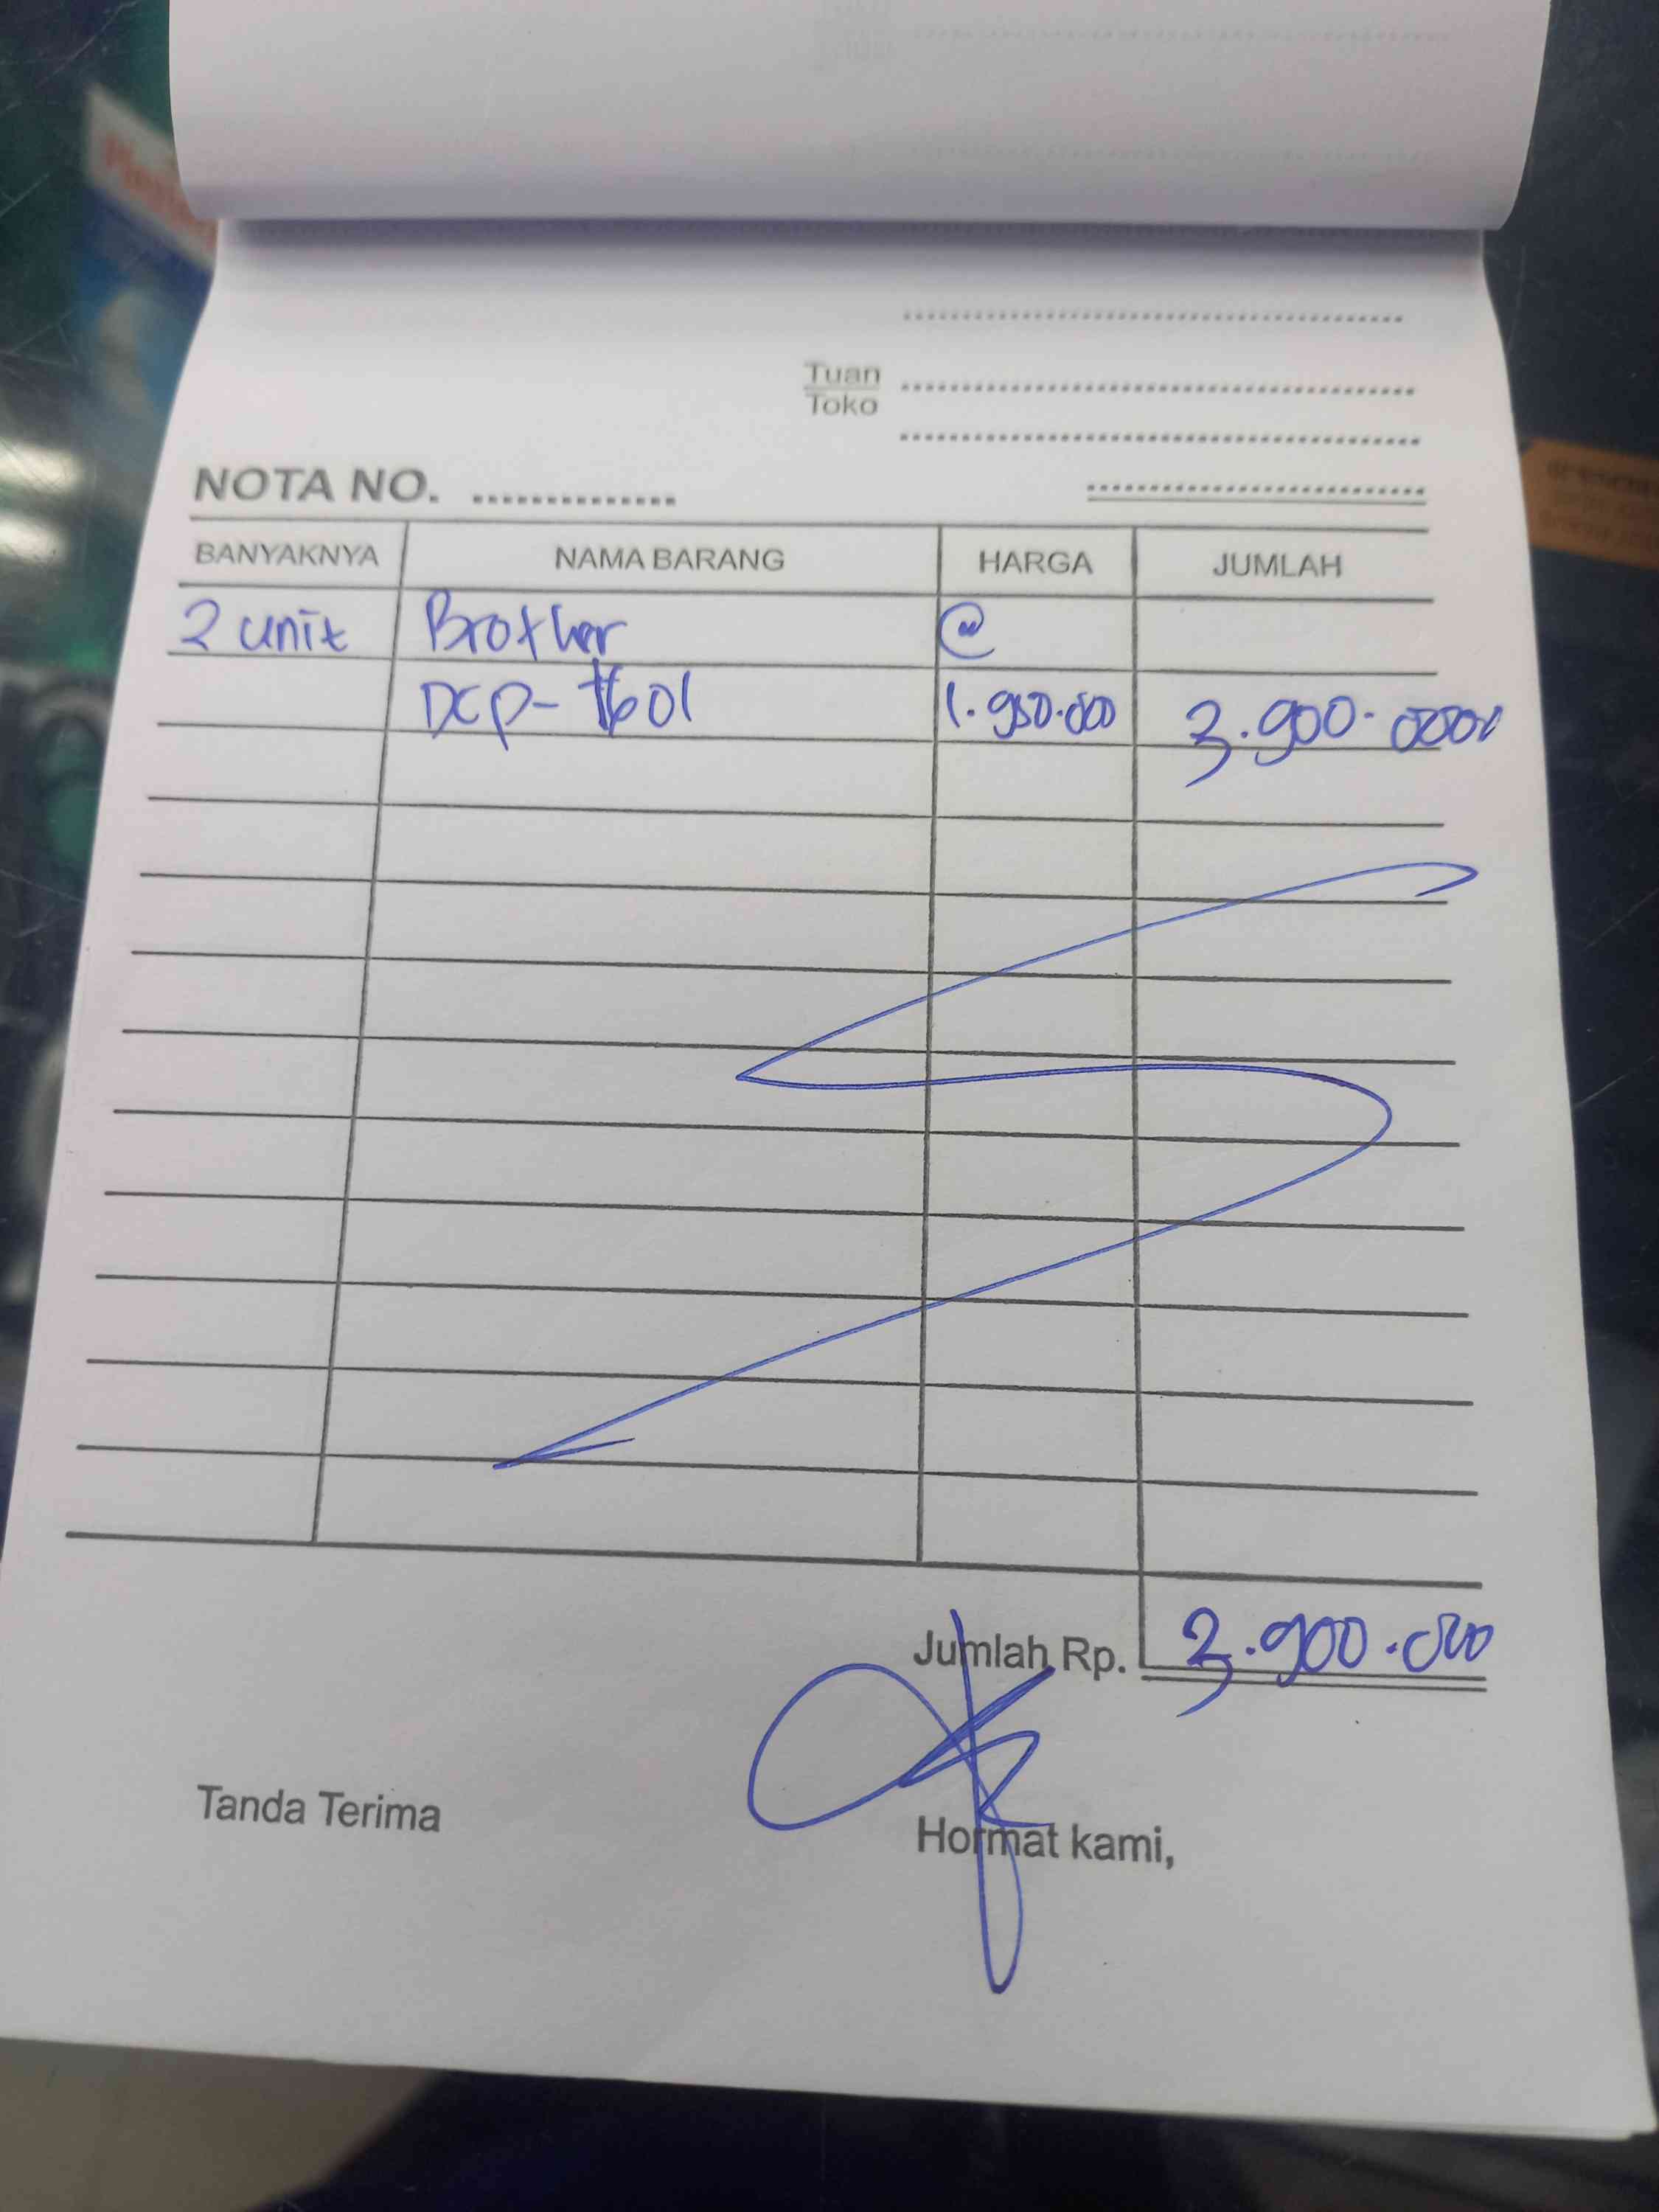 Tuan
Toko
NOTA NO. ..............
BANYAKNYA NAMA BARANG HARGA JUMLAH
2 unit Brother @
DCP-T601 1.950.000 3.900.000
Jumlah Rp. 3.900.000
Tanda Terima Hormat kami,